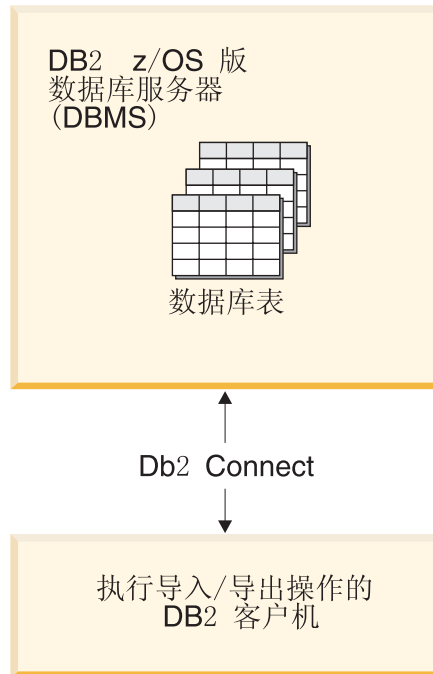 DB2 z/OS 版
数据库服务器
(DBMS)
数据库表
Db2 Connect
执行导入/导出操作的
DB2 客户机